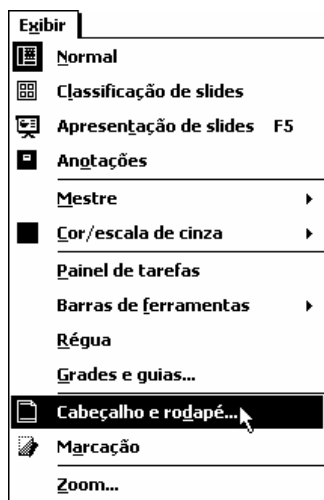 Exibir
Normal
Classificação de slides
Apresentação de slides F5
Anotações
Mestre
Cor/escala de cinza
Painel de tarefas
Barras de ferramentas
Régua
Grades e guias...
Cabeçalho e rodapé...
Marcação
Zoom...